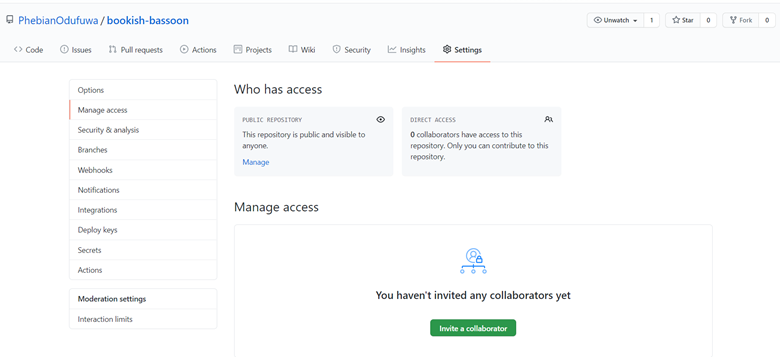 PhebianOdufuwa / bookish-bassoon
Unwatch 1 Star 0 Fork 0
Code Issues Pull requests Actions Projects Wiki Security Insights Settings
Options
Manage access
Security & analysis
Branches
Webhooks
Notifications
Integrations
Deploy keys
Secrets
Actions
Moderation settings
Interaction limits
Who has access
PUBLIC REPOSITORY
This repository is public and visible to
anyone.
Manage
DIRECT ACCESS
0 collaborators have access to this
repository. Only you can contribute to this
repository.
Manage access
You haven't invited any collaborators yet
Invite a collaborator